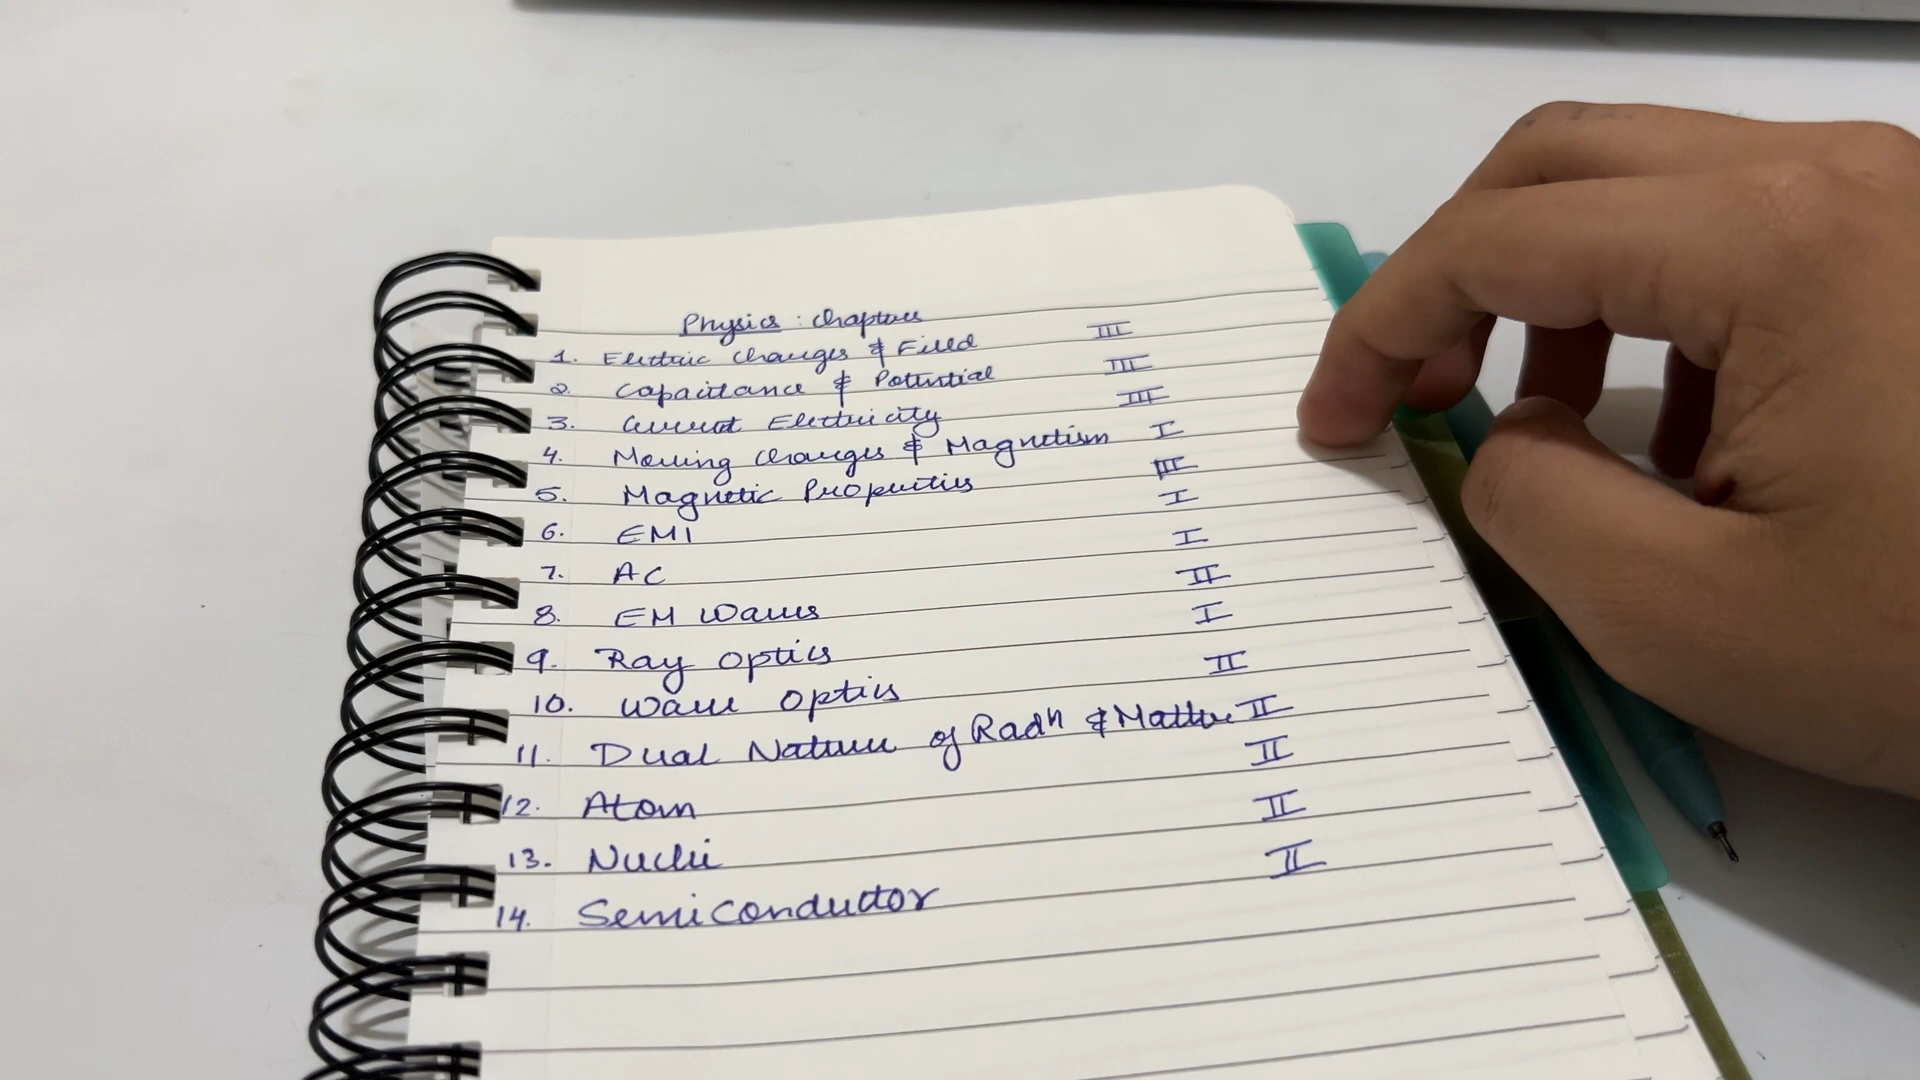 Physics : Chapters
1. Electric Charges & Field III
2. Capacitance & Potential III
3. Current Electricity III
4. Moving Charges & Magnetism I
5. Magnetic Properties III
6. EMI I
7. AC I
8. EM Waves II
9. Ray Optics I
10. Wave Optics II
11. Dual Nature of Radn & Matter II
12. Atom II
13. Nuclei II
14. Semiconductor II